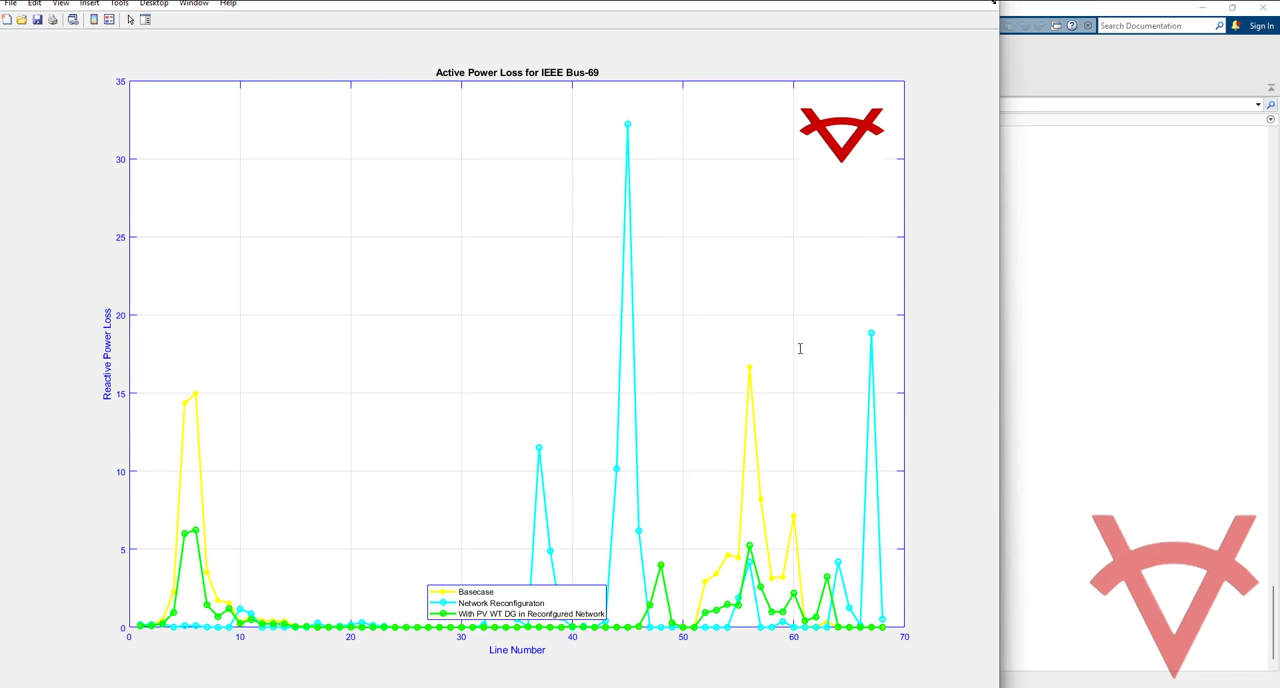 File Edit View Insert Tools Desktop Window Help
Search Documentation
Sign In
Active Power Loss for IEEE Bus-69
35
30
25
20
15
10
5
0
Reactive Power Loss
Basecase
Network Reconfiguraton
With PV WT DG in Reconfgured Network
0 10 20 30 40 50 60 70
Line Number